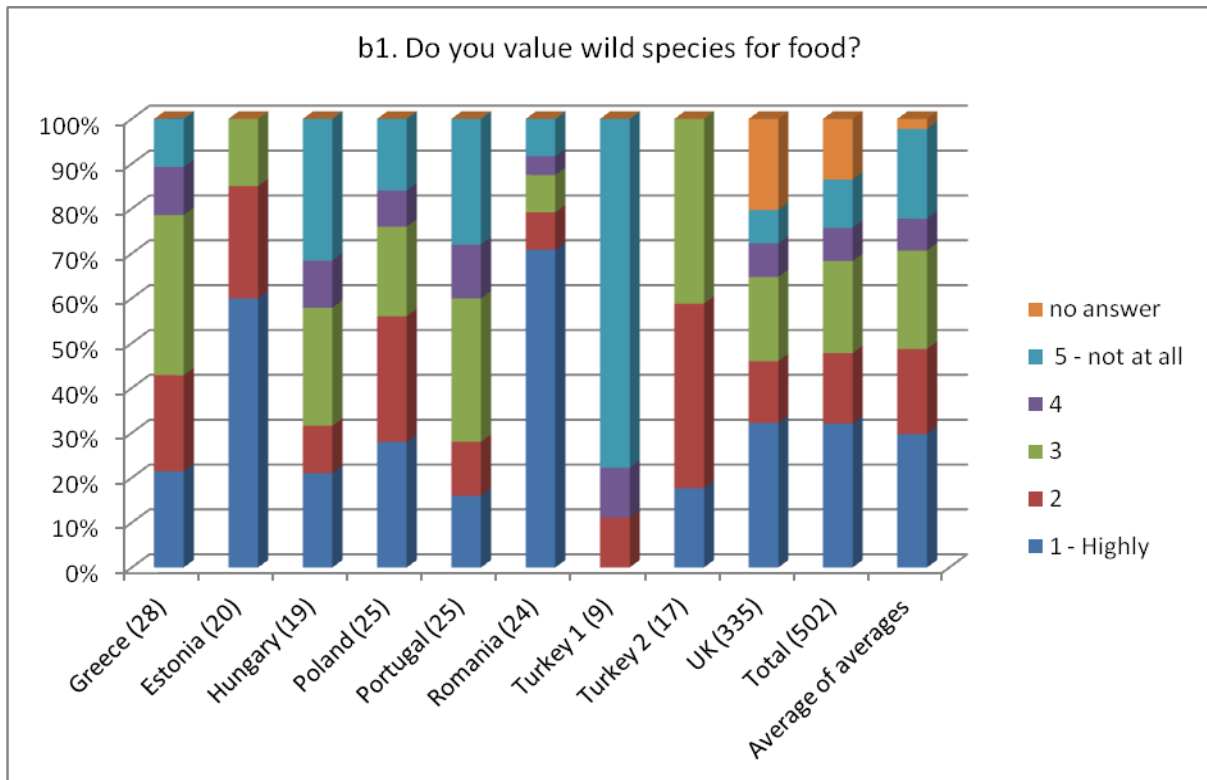 b1. Do you value wild species for food?
100%
90%
80%
70%
60%
50%
40%
30%
20%
10%
0%
Greece (28)
Estonia (20)
Hungary (19)
Poland (25)
Portugal (25)
Romania (24)
Turkey 1 (9)
Turkey 2 (17)
UK (335)
Total (502)
Average of averages
no answer
5 - not at all
4
3
2
1 - Highly